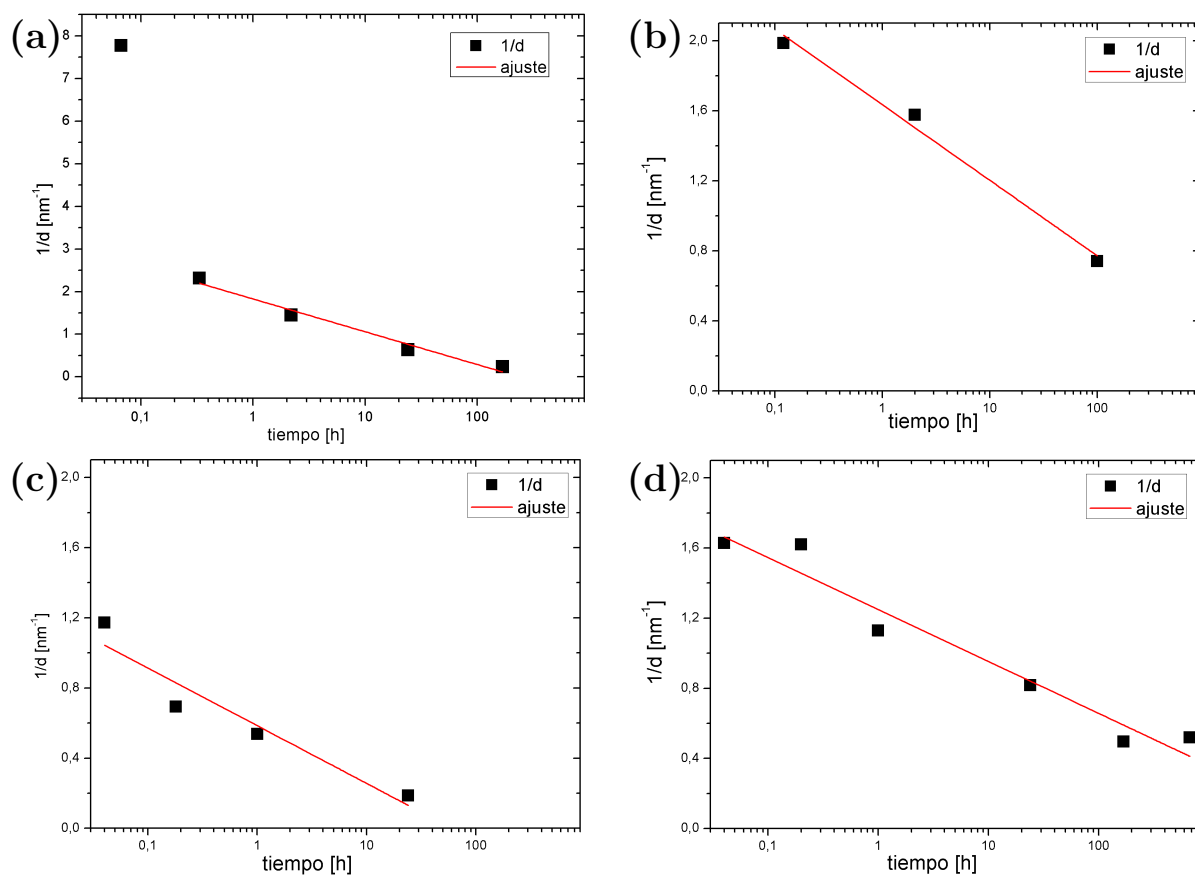 (a)
8
7
6
5
4
3
2
1
0
1/d [nm⁻¹]
0,1 1 10 100
tiempo [h]
1/d
ajuste
(b)
2,0
1,6
1,2
0,8
0,4
0,0
1/d [nm⁻¹]
0,1 1 10 100
tiempo [h]
1/d
ajuste
(c)
2,0
1,6
1,2
0,8
0,4
0,0
1/d [nm⁻¹]
0,1 1 10 100
tiempo [h]
1/d
ajuste
(d)
2,0
1,6
1,2
0,8
0,4
0,0
1/d [nm⁻¹]
0,1 1 10 100
tiempo [h]
1/d
ajuste